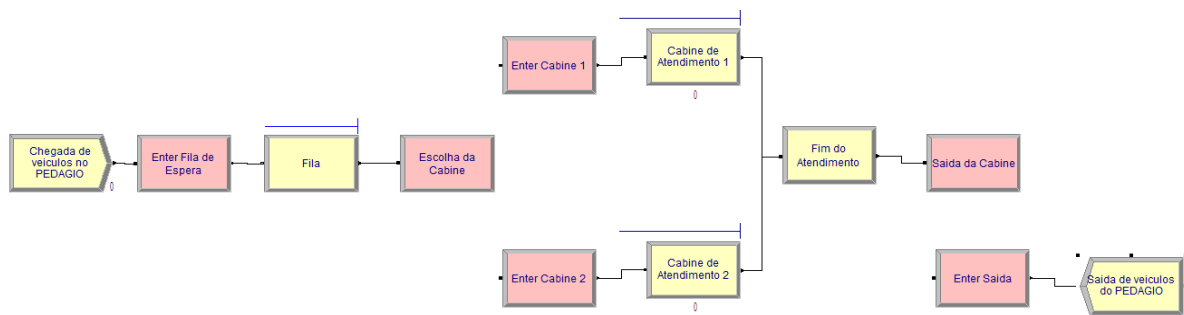 Chegada de
veiculos no
PEDAGIO
0
Enter Fila de
Espera
Fila
Escolha da
Cabine
Enter Cabine 1
Cabine de
Atendimento 1
0
Enter Cabine 2
Cabine de
Atendimento 2
0
Fim do
Atendimento
Saida da Cabine
Enter Saida
Saida de veiculos
do PEDAGIO